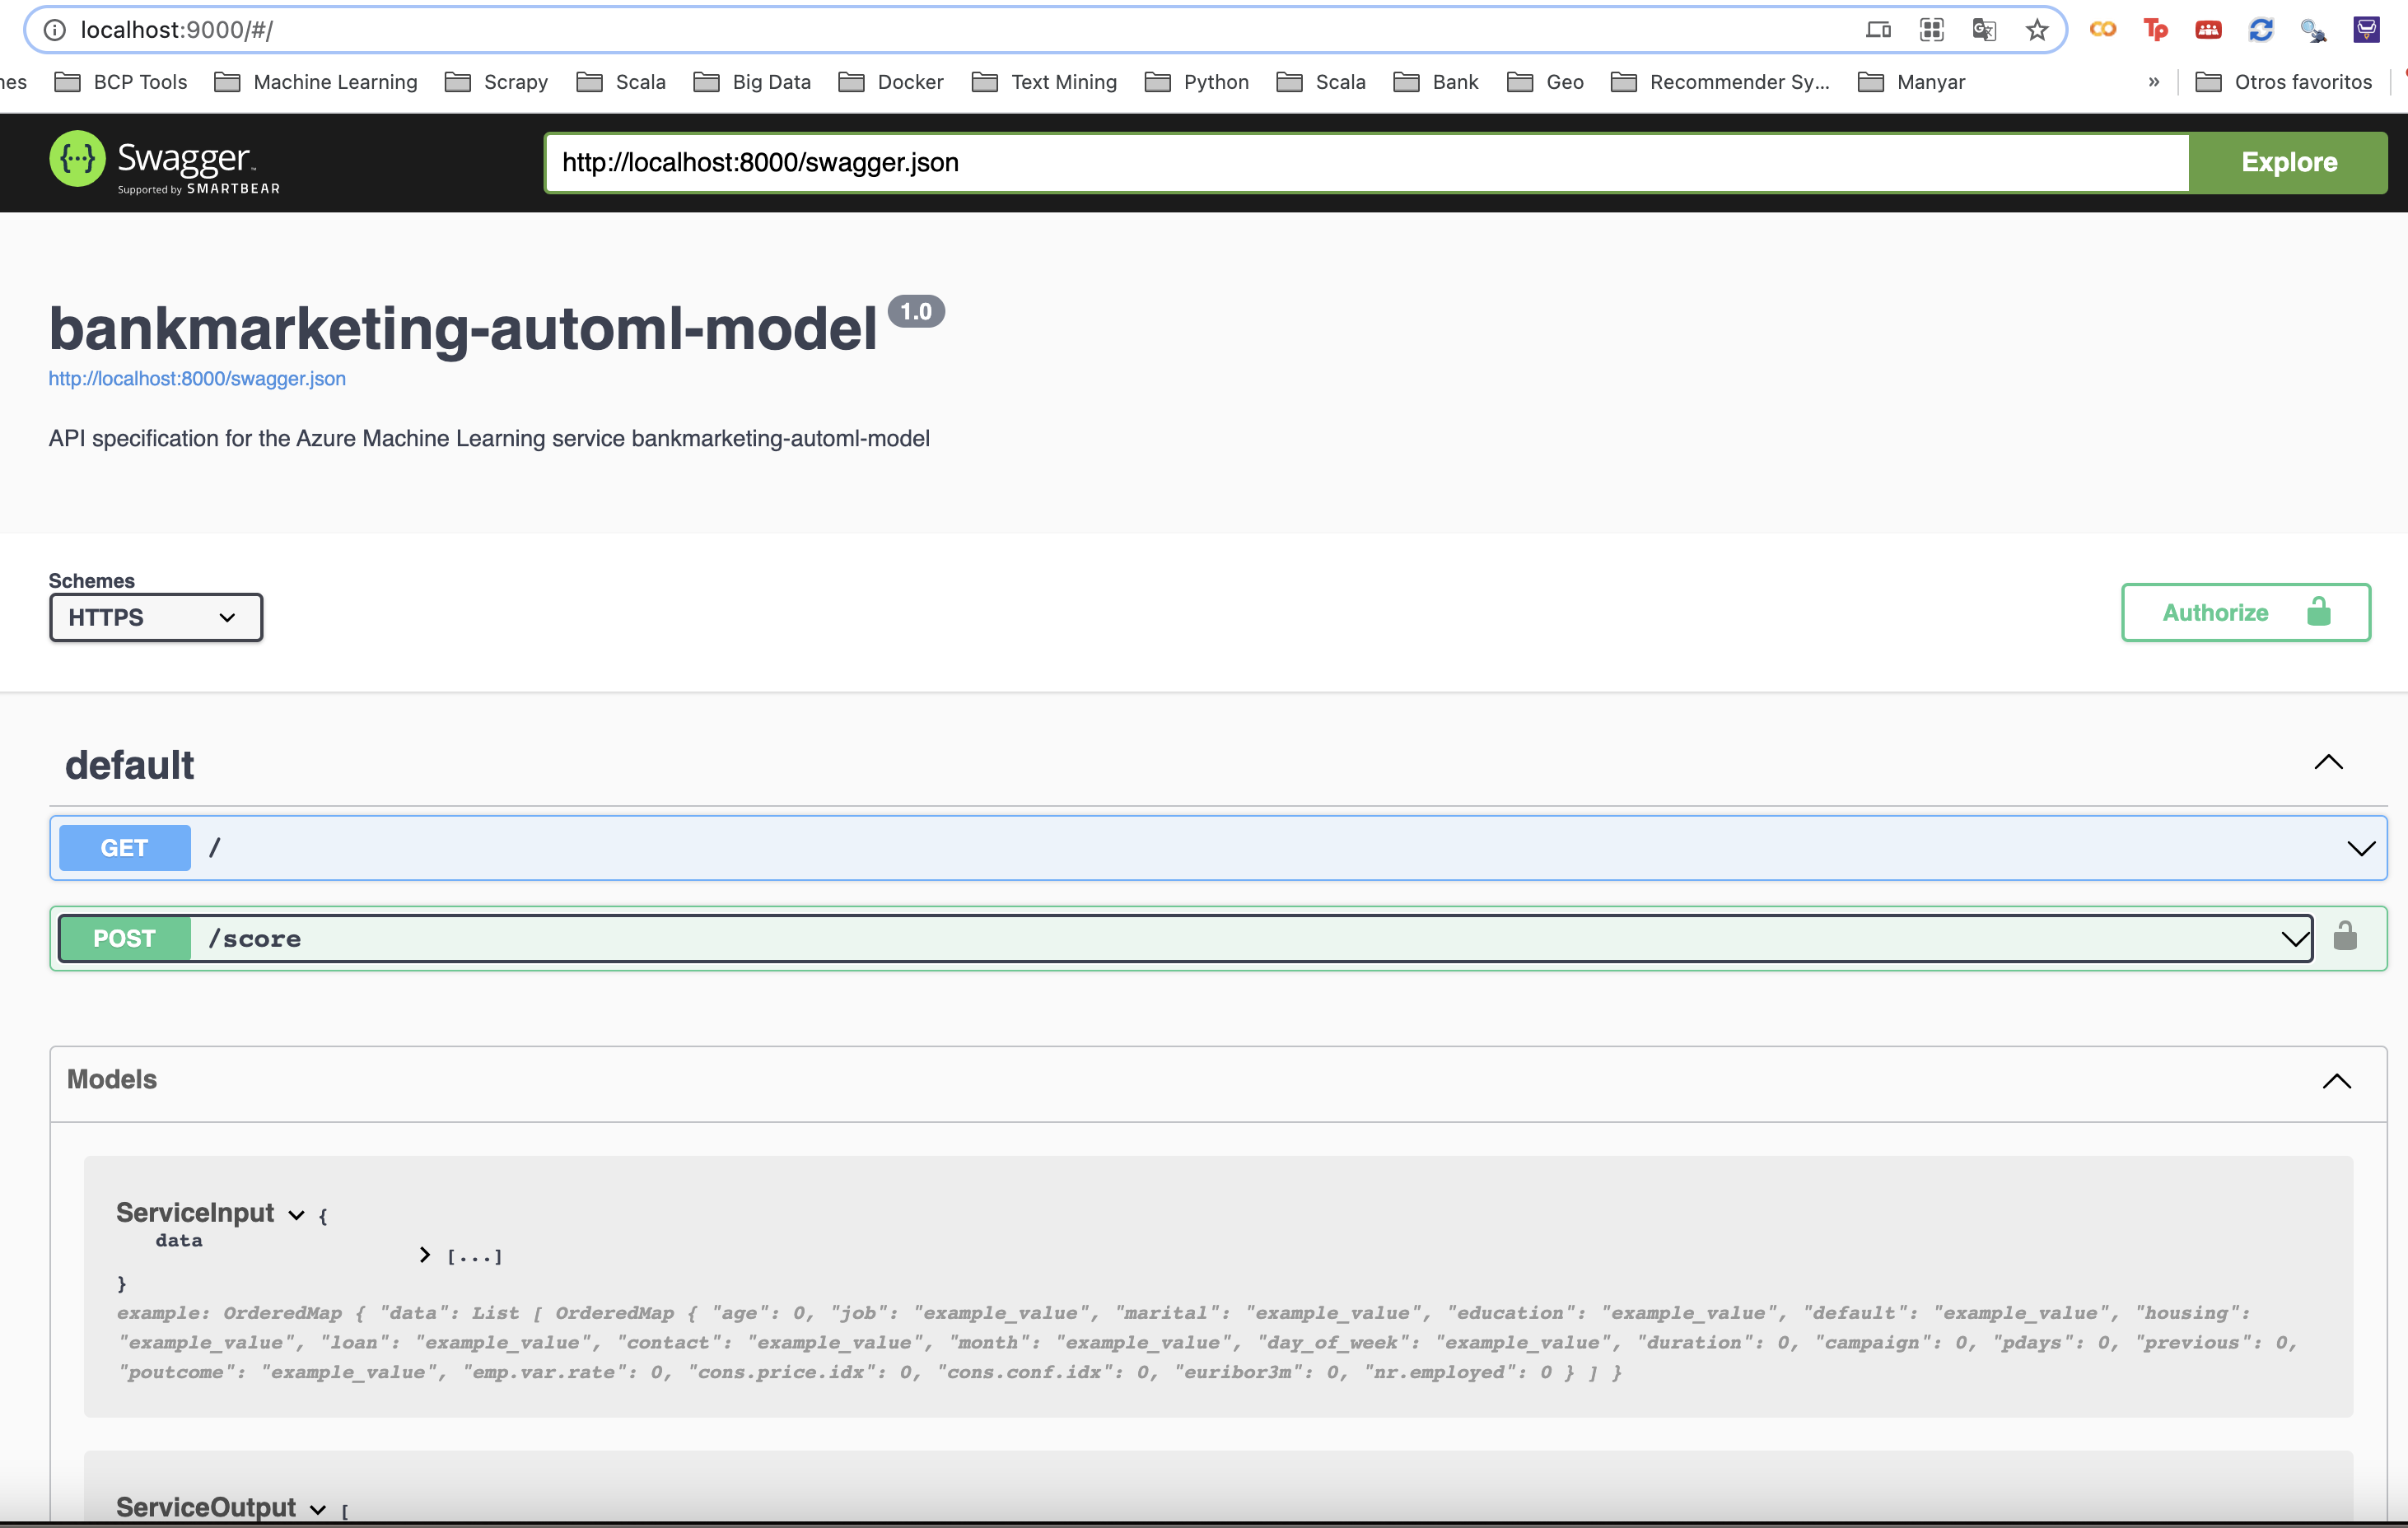 localhost:9000/#/
nes BCP Tools Machine Learning Scrapy Scala Big Data Docker Text Mining Python Scala Bank Geo Recommender Sy... Manyar » Otros favoritos
{···} Swagger™
Supported by SMARTBEAR
http://localhost:8000/swagger.json
Explore
bankmarketing-automl-model 1.0
http://localhost:8000/swagger.json
API specification for the Azure Machine Learning service bankmarketing-automl-model
Schemes
HTTPS
Authorize
default
GET /
POST /score
Models
ServiceInput {
data
[...]
}
example: OrderedMap { "data": List [ OrderedMap { "age": 0, "job": "example_value", "marital": "example_value", "education": "example_value", "default": "example_value", "housing":
"example_value", "loan": "example_value", "contact": "example_value", "month": "example_value", "day_of_week": "example_value", "duration": 0, "campaign": 0, "pdays": 0, "previous": 0,
"poutcome": "example_value", "emp.var.rate": 0, "cons.price.idx": 0, "cons.conf.idx": 0, "euribor3m": 0, "nr.employed": 0 } ] }
ServiceOutput [